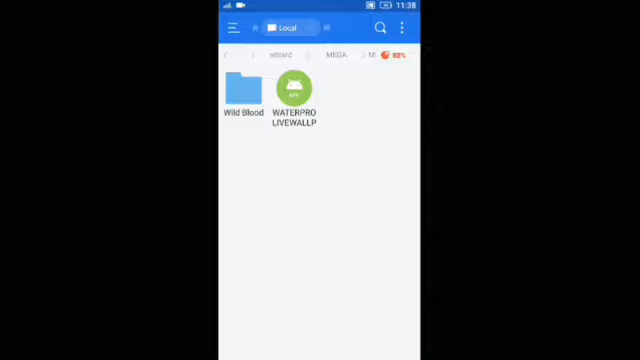 11:38
Local
/ sdcard MEGA 88%
Wild Blood
WATERPRO
LIVEWALLP
APK